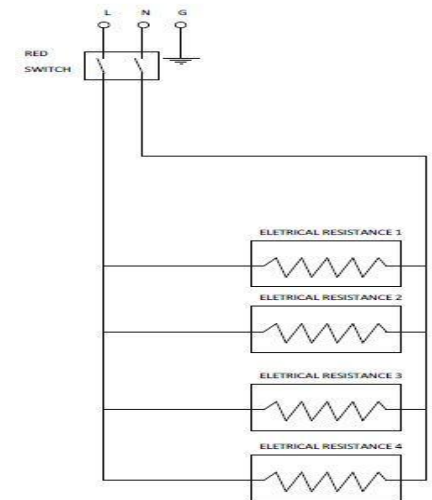 L N G
RED
SWITCH
ELETRICAL RESISTANCE 1
ELETRICAL RESISTANCE 2
ELETRICAL RESISTANCE 3
ELETRICAL RESISTANCE 4